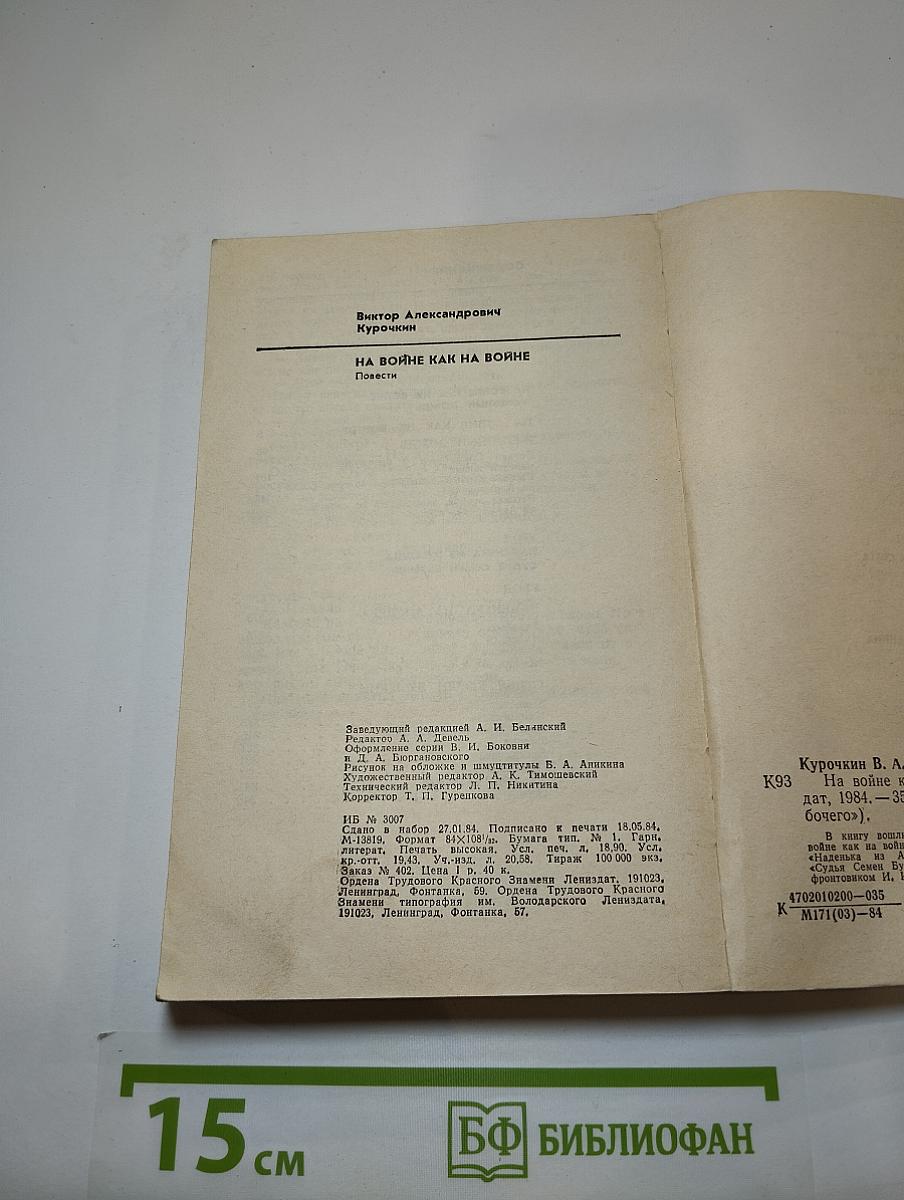 Виктор Александрович
Курочкин
НА ВОЙНЕ КАК НА ВОЙНЕ
Повести
Заведующий редакцией А. И. Белинский
Редактор А. А. Девель
Оформление серии В. И. Боковни
и Д. А. Бюргановского
Рисунок на обложке и шмуцтитулы Б. А. Аникина
Художественный редактор А. К. Тимошевский
Технический редактор Л. П. Никитина
Корректор Т. П. Гуренкова
ИБ № 3007
Сдано в набор 27.01.84. Подписано к печати 18.05.84.
М-13819. Формат 84×108¹/₃₂. Бумага тип. № 1. Гарн.
литерат. Печать высокая. Усл. печ. л. 18,90. Усл.
кр.-отт. 19,43. Уч.-изд. л. 20,58. Тираж 100 000 экз.
Заказ № 402. Цена 1 р. 40 к.
Ордена Трудового Красного Знамени Лениздат, 191023,
Ленинград, Фонтанка, 59. Ордена Трудового Красного
Знамени типография им. Володарского Лениздата,
191023, Ленинград, Фонтанка, 57.
Курочкин В. А.
К93 На войне к
дат, 1984.—35
бочего»).
В книгу вошли
войне как на войн
«Наденька из А
«Судья Семен Бу
фронтовиком И. 
К 4702010200—035
М171(03)—84
15 см
БФ БИБЛИОФАН